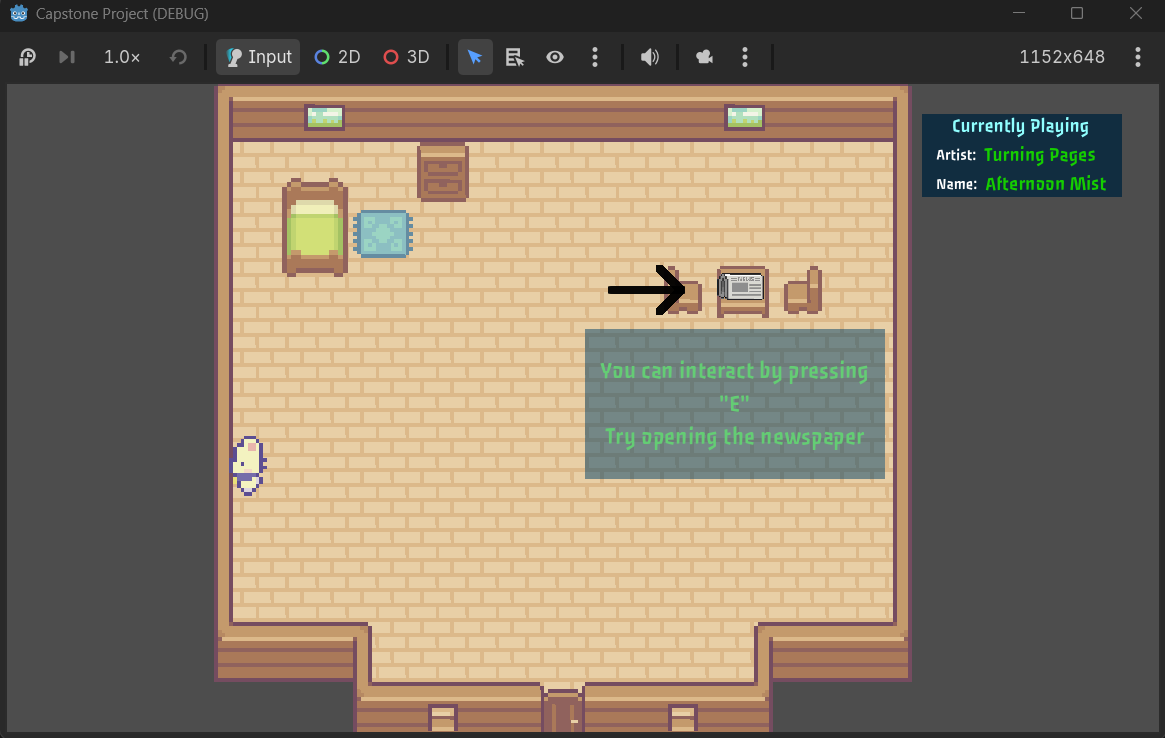 Capstone Project (DEBUG)
1.0×
Input
2D
3D
1152x648
Currently Playing
Artist: Turning Pages
Name: Afternoon Mist
NEWS
You can interact by pressing
"E"
Try opening the newspaper